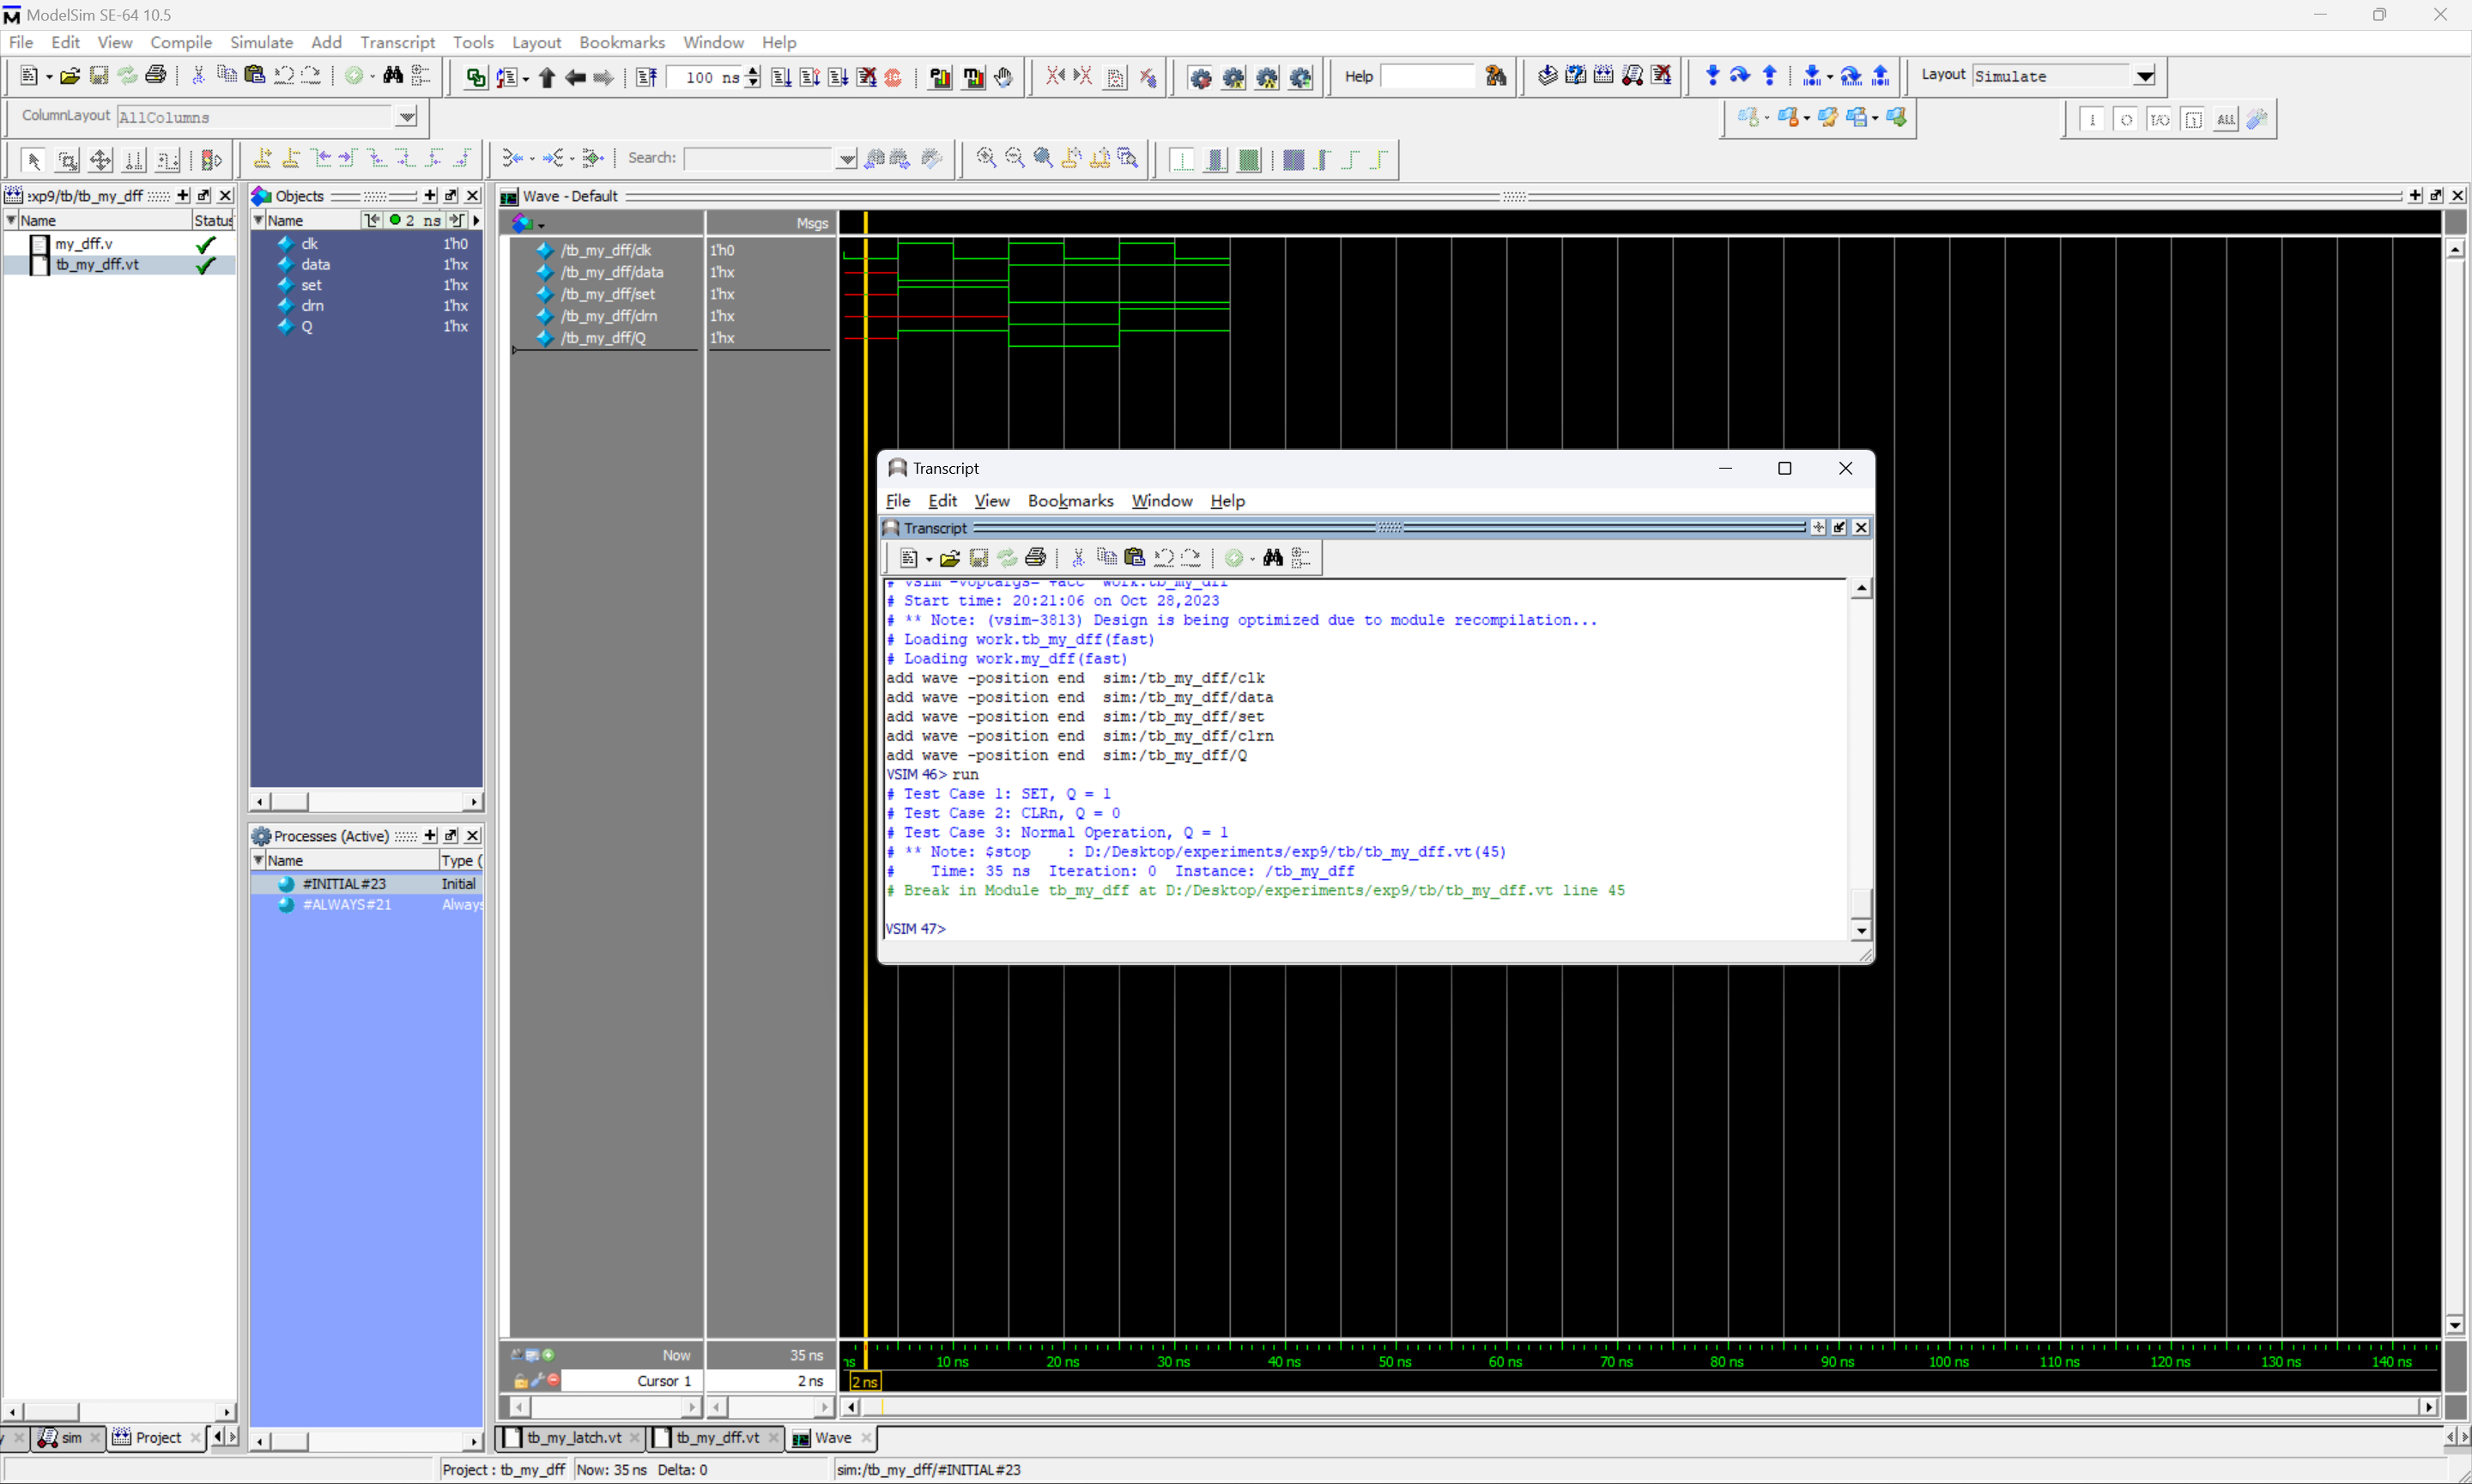 ModelSim SE-64 10.5
File Edit View Compile Simulate Add Transcript Tools Layout Bookmarks Window Help
100 ns
Help
Layout Simulate
ColumnLayout AllColumns
Search:
:xp9/tb/tb_my_dff
Name Status
my_dff.v
tb_my_dff.vt
Objects
Name 2 ns
clk 1'h0
data 1'hx
set 1'hx
clrn 1'hx
Q 1'hx
Processes (Active)
Name Type (
#INITIAL#23 Initial
#ALWAYS#21 Always
Wave - Default
Msgs
/tb_my_dff/clk 1'h0
/tb_my_dff/data 1'hx
/tb_my_dff/set 1'hx
/tb_my_dff/clrn 1'hx
/tb_my_dff/Q 1'hx
Transcript
File Edit View Bookmarks Window Help
Transcript
# vsim -voptargs=+acc work.tb_my_dff
# Start time: 20:21:06 on Oct 28,2023
# ** Note: (vsim-3813) Design is being optimized due to module recompilation...
# Loading work.tb_my_dff(fast)
# Loading work.my_dff(fast)
add wave -position end  sim:/tb_my_dff/clk
add wave -position end  sim:/tb_my_dff/data
add wave -position end  sim:/tb_my_dff/set
add wave -position end  sim:/tb_my_dff/clrn
add wave -position end  sim:/tb_my_dff/Q
VSIM 46> run
# Test Case 1: SET, Q = 1
# Test Case 2: CLRn, Q = 0
# Test Case 3: Normal Operation, Q = 1
# ** Note: $stop    : D:/Desktop/experiments/exp9/tb/tb_my_dff.vt(45)
#    Time: 35 ns  Iteration: 0  Instance: /tb_my_dff
# Break in Module tb_my_dff at D:/Desktop/experiments/exp9/tb/tb_my_dff.vt line 45
VSIM 47>
Now 35 ns
ns 10 ns 20 ns 30 ns 40 ns 50 ns 60 ns 70 ns 80 ns 90 ns 100 ns 110 ns 120 ns 130 ns 140 ns
Cursor 1 2 ns
2 ns
sim Project
tb_my_latch.vt tb_my_dff.vt Wave
Project : tb_my_dff Now: 35 ns Delta: 0 sim:/tb_my_dff/#INITIAL#23